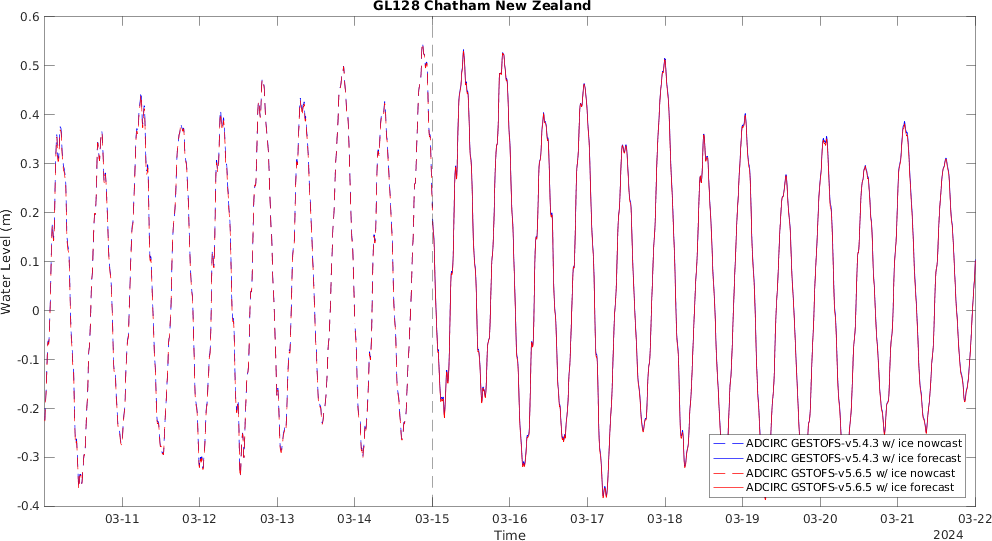 GL128 Chatham New Zealand
0.6
0.5
0.4
0.3
0.2
0.1
0
-0.1
-0.2
-0.3
-0.4
Water Level (m)
ADCIRC GESTOFS-v5.4.3 w/ ice nowcast
ADCIRC GESTOFS-v5.4.3 w/ ice forecast
ADCIRC GSTOFS-v5.6.5 w/ ice nowcast
ADCIRC GSTOFS-v5.6.5 w/ ice forecast
03-11 03-12 03-13 03-14 03-15 03-16 03-17 03-18 03-19 03-20 03-21 03-22
Time
2024